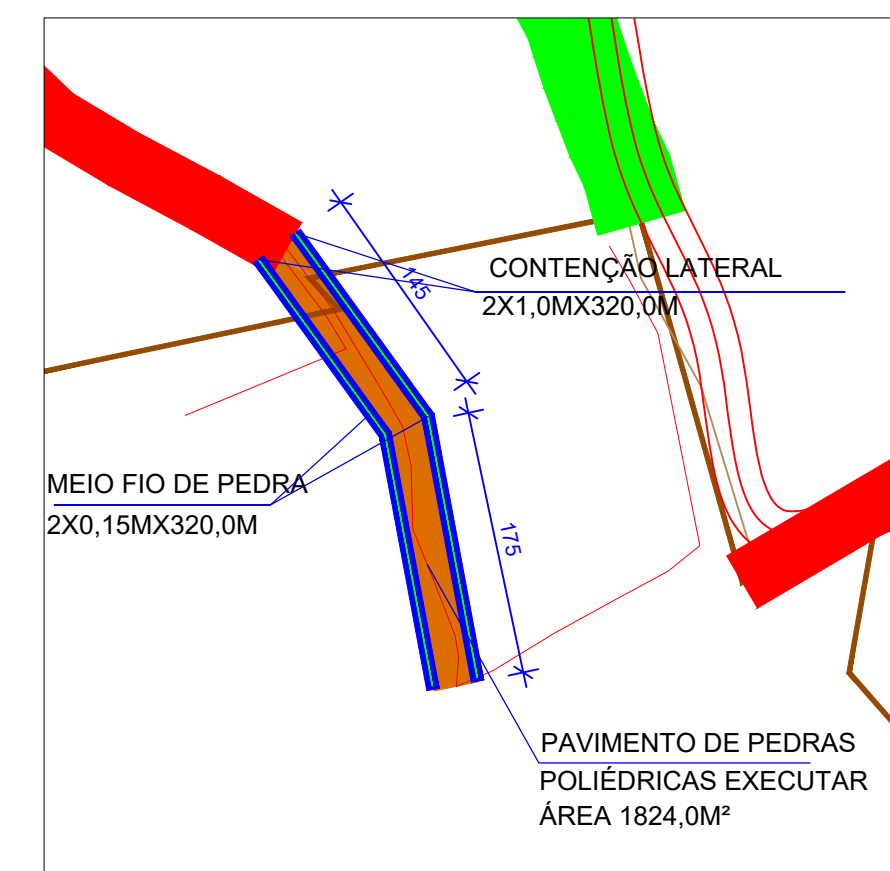 145
CONTENÇÃO LATERAL
2X1,0MX320,0M
MEIO FIO DE PEDRA
2X0,15MX320,0M
175
PAVIMENTO DE PEDRAS
POLIÉDRICAS EXECUTAR
ÁREA 1824,0M²